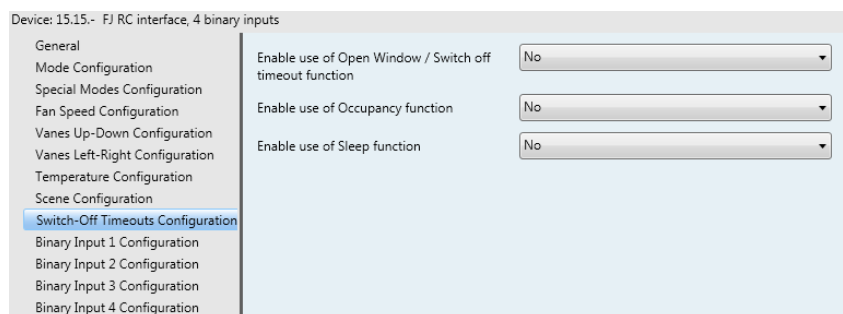 Device: 15.15.- FJ RC interface, 4 binary inputs
General
Mode Configuration
Special Modes Configuration
Fan Speed Configuration
Vanes Up-Down Configuration
Vanes Left-Right Configuration
Temperature Configuration
Scene Configuration
Switch-Off Timeouts Configuration
Binary Input 1 Configuration
Binary Input 2 Configuration
Binary Input 3 Configuration
Binary Input 4 Configuration
Enable use of Open Window / Switch off
timeout function
No
Enable use of Occupancy function
No
Enable use of Sleep function
No